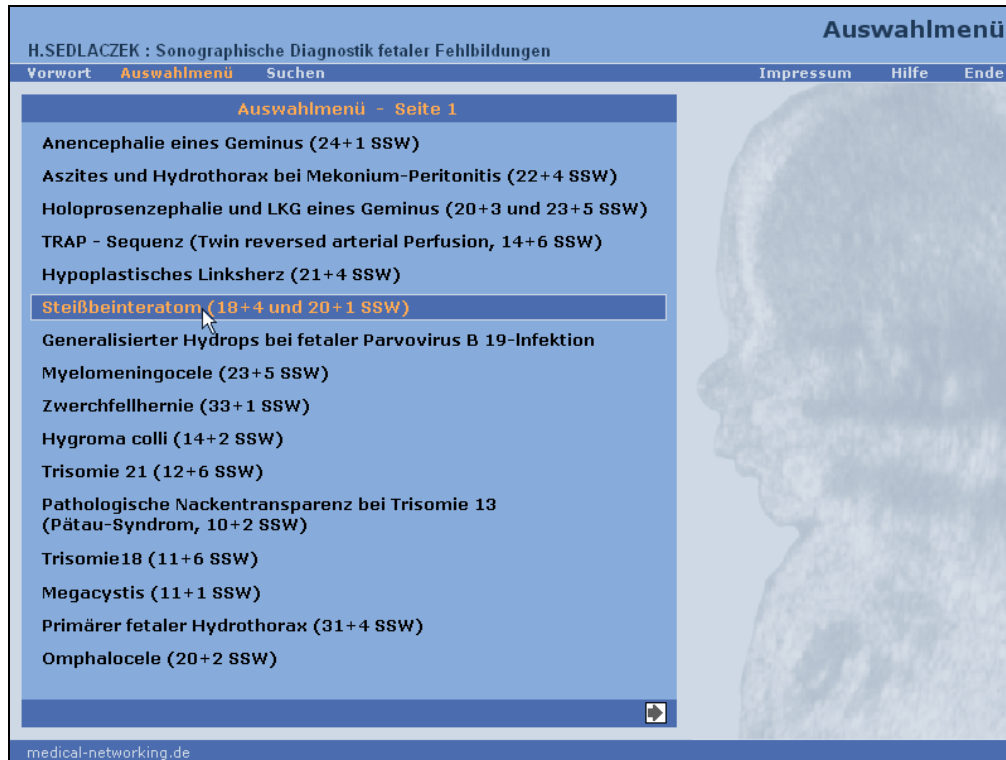 Auswahlmenü
H.SEDLACZEK : Sonographische Diagnostik fetaler Fehlbildungen
Vorwort Auswahlmenü Suchen Impressum Hilfe Ende
Auswahlmenü - Seite 1
Anencephalie eines Geminus (24+1 SSW)
Aszites und Hydrothorax bei Mekonium-Peritonitis (22+4 SSW)
Holoprosenzephalie und LKG eines Geminus (20+3 und 23+5 SSW)
TRAP - Sequenz (Twin reversed arterial Perfusion, 14+6 SSW)
Hypoplastisches Linksherz (21+4 SSW)
Steißbeinteratom (18+4 und 20+1 SSW)
Generalisierter Hydrops bei fetaler Parvovirus B 19-Infektion
Myelomeningocele (23+5 SSW)
Zwerchfellhernie (33+1 SSW)
Hygroma colli (14+2 SSW)
Trisomie 21 (12+6 SSW)
Pathologische Nackentransparenz bei Trisomie 13
(Pätau-Syndrom, 10+2 SSW)
Trisomie18 (11+6 SSW)
Megacystis (11+1 SSW)
Primärer fetaler Hydrothorax (31+4 SSW)
Omphalocele (20+2 SSW)
medical-networking.de